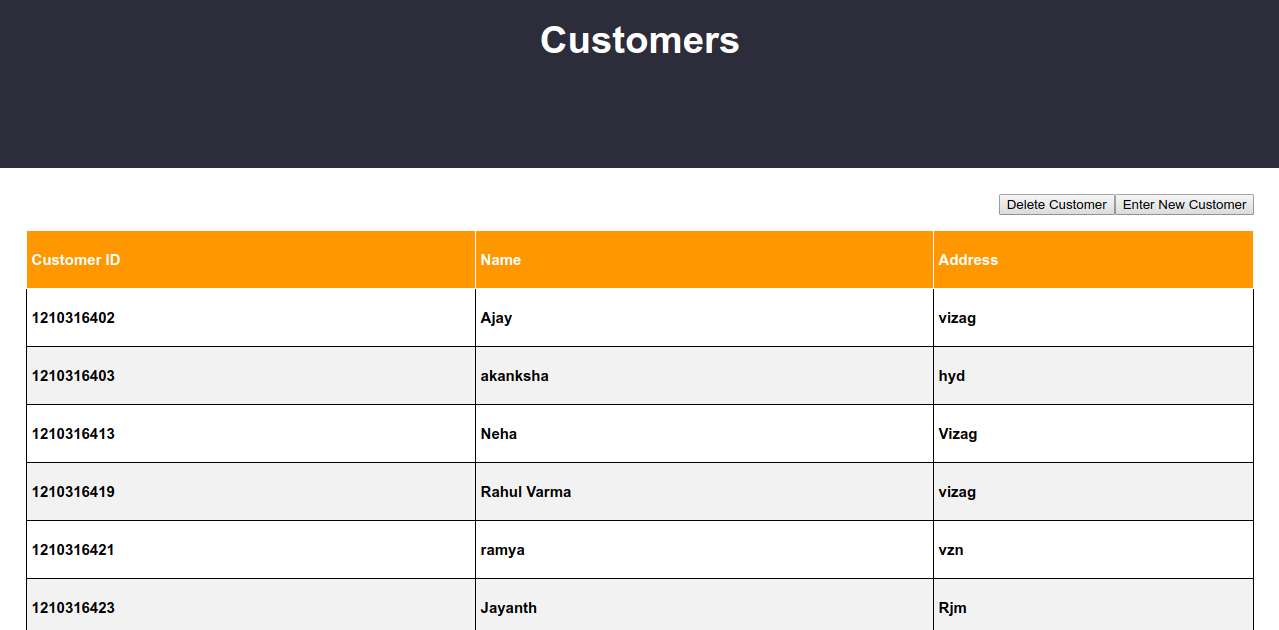 Customers
Delete Customer Enter New Customer
Customer ID Name Address
1210316402 Ajay vizag
1210316403 akanksha hyd
1210316413 Neha Vizag
1210316419 Rahul Varma vizag
1210316421 ramya vzn
1210316423 Jayanth Rjm